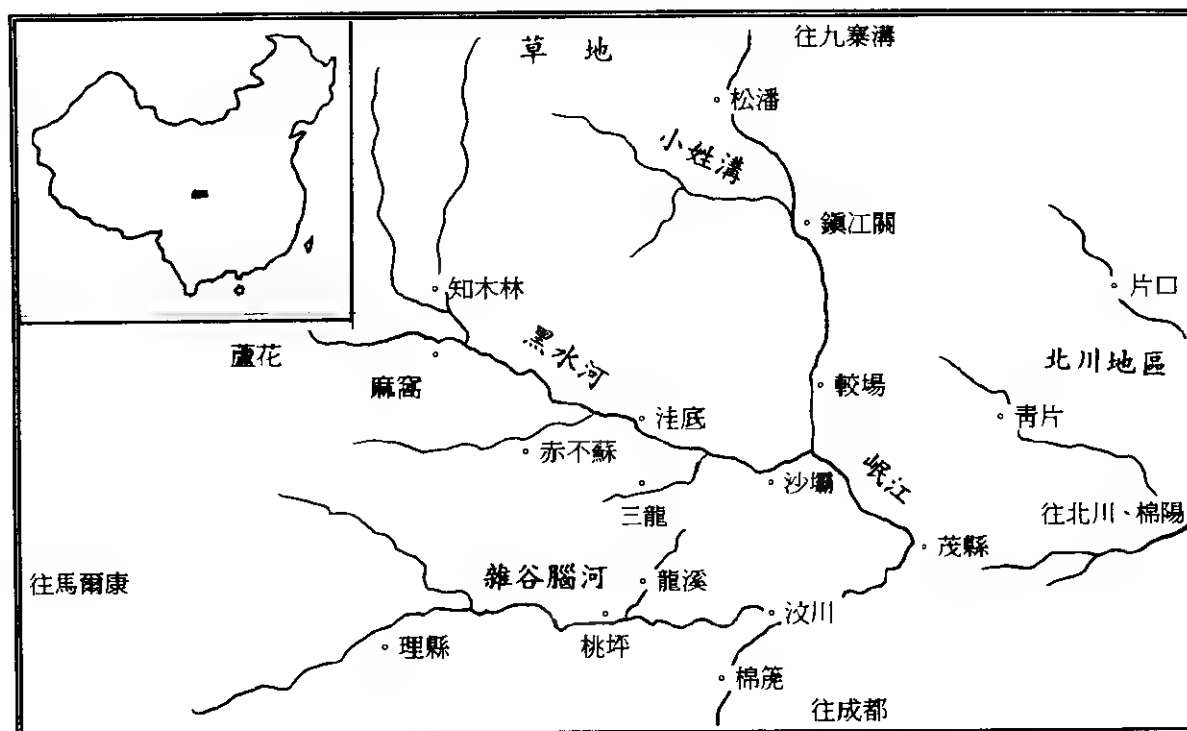 草地
往九寨溝
松潘
小姓溝
鎮江關
知木林
片口
黑水河
蘆花
麻窩
北川地區
較場
洼底
青片
赤不蘇
岷江
沙壩
三龍
往北川、棉陽
茂縣
雜谷腦河
龍溪
往馬爾康
汶川
桃坪
理縣
棉篪
往成都